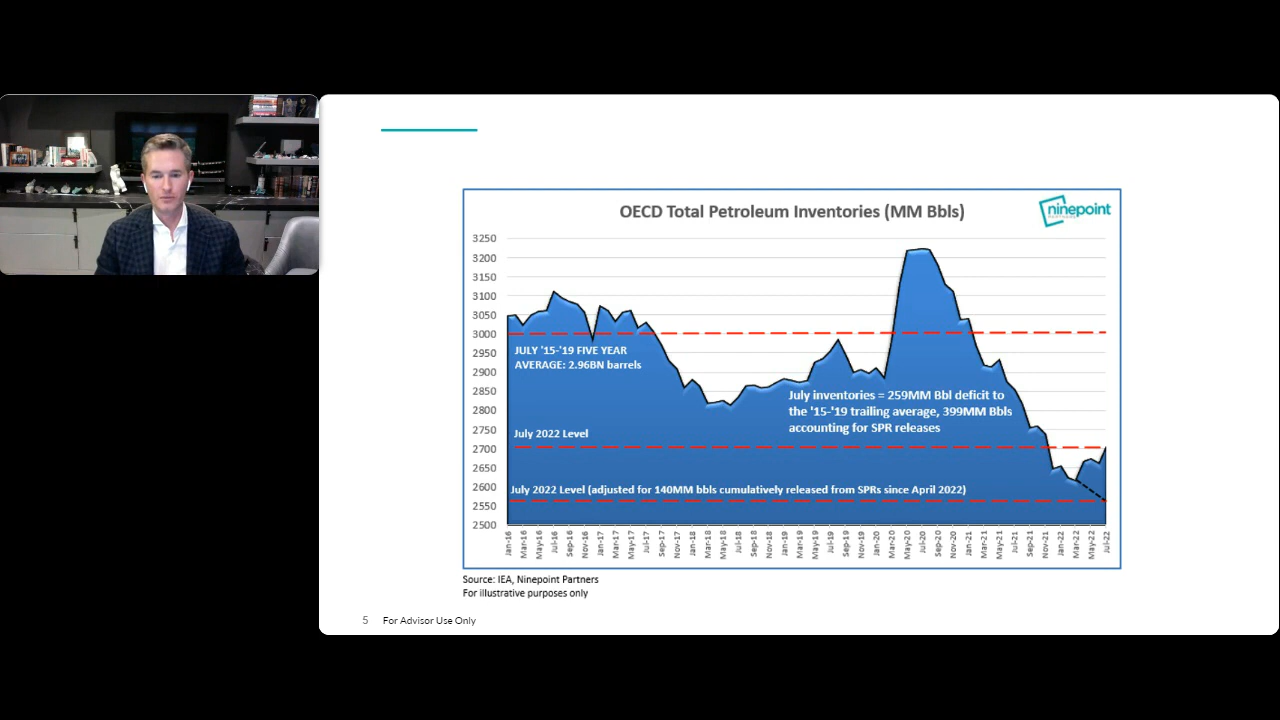 OECD Total Petroleum Inventories (MM Bbls)
ninepoint
3250
3200
3150
3100
3050
3000
2950
2900
2850
2800
2750
2700
2650
2600
2550
2500
JULY '15-'19 FIVE YEAR
AVERAGE: 2.96BN barrels
July inventories = 259MM Bbl deficit to
the '15-'19 trailing average, 399MM Bbls
accounting for SPR releases
July 2022 Level
July 2022 Level (adjusted for 140MM bbls cumulatively released from SPRs since April 2022)
Jan-16
Mar-16
May-16
Jul-16
Sep-16
Nov-16
Jan-17
Mar-17
May-17
Jul-17
Sep-17
Nov-17
Jan-18
Mar-18
May-18
Jul-18
Sep-18
Nov-18
Jan-19
Mar-19
May-19
Jul-19
Sep-19
Nov-19
Jan-20
Mar-20
May-20
Jul-20
Sep-20
Nov-20
Jan-21
Mar-21
May-21
Jul-21
Sep-21
Nov-21
Jan-22
Mar-22
May-22
Jul-22
Source: IEA, Ninepoint Partners
For illustrative purposes only
5 For Advisor Use Only